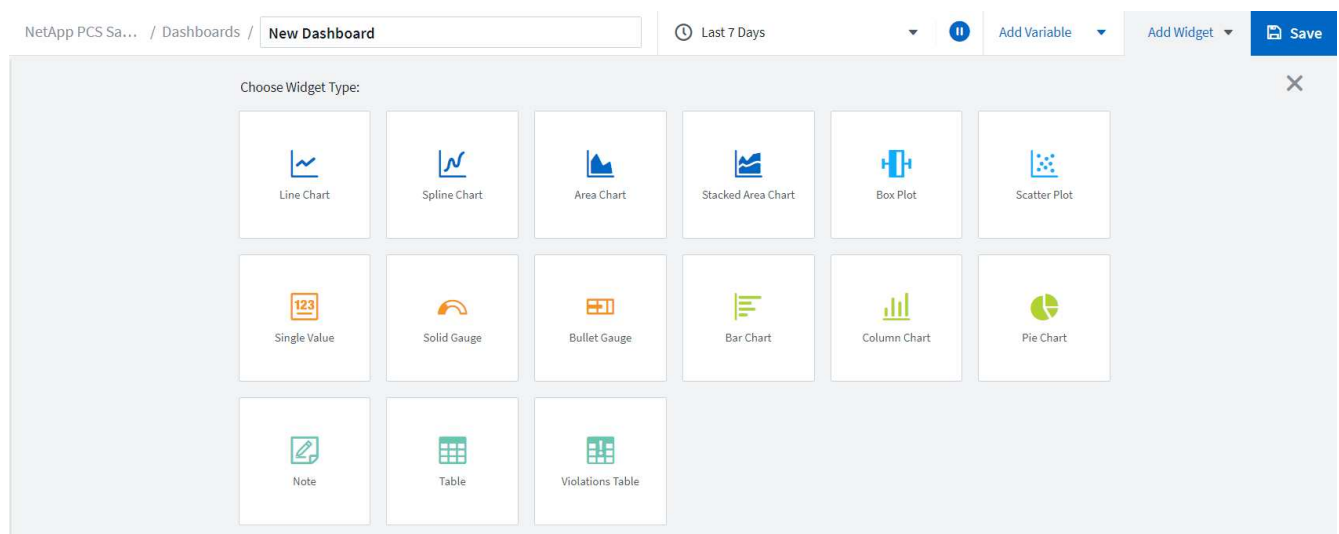 NetApp PCS Sa... / Dashboards / New Dashboard Last 7 Days Add Variable Add Widget Save
Choose Widget Type:
Line Chart Spline Chart Area Chart Stacked Area Chart Box Plot Scatter Plot
123
Single Value Solid Gauge Bullet Gauge Bar Chart Column Chart Pie Chart
Note Table Violations Table